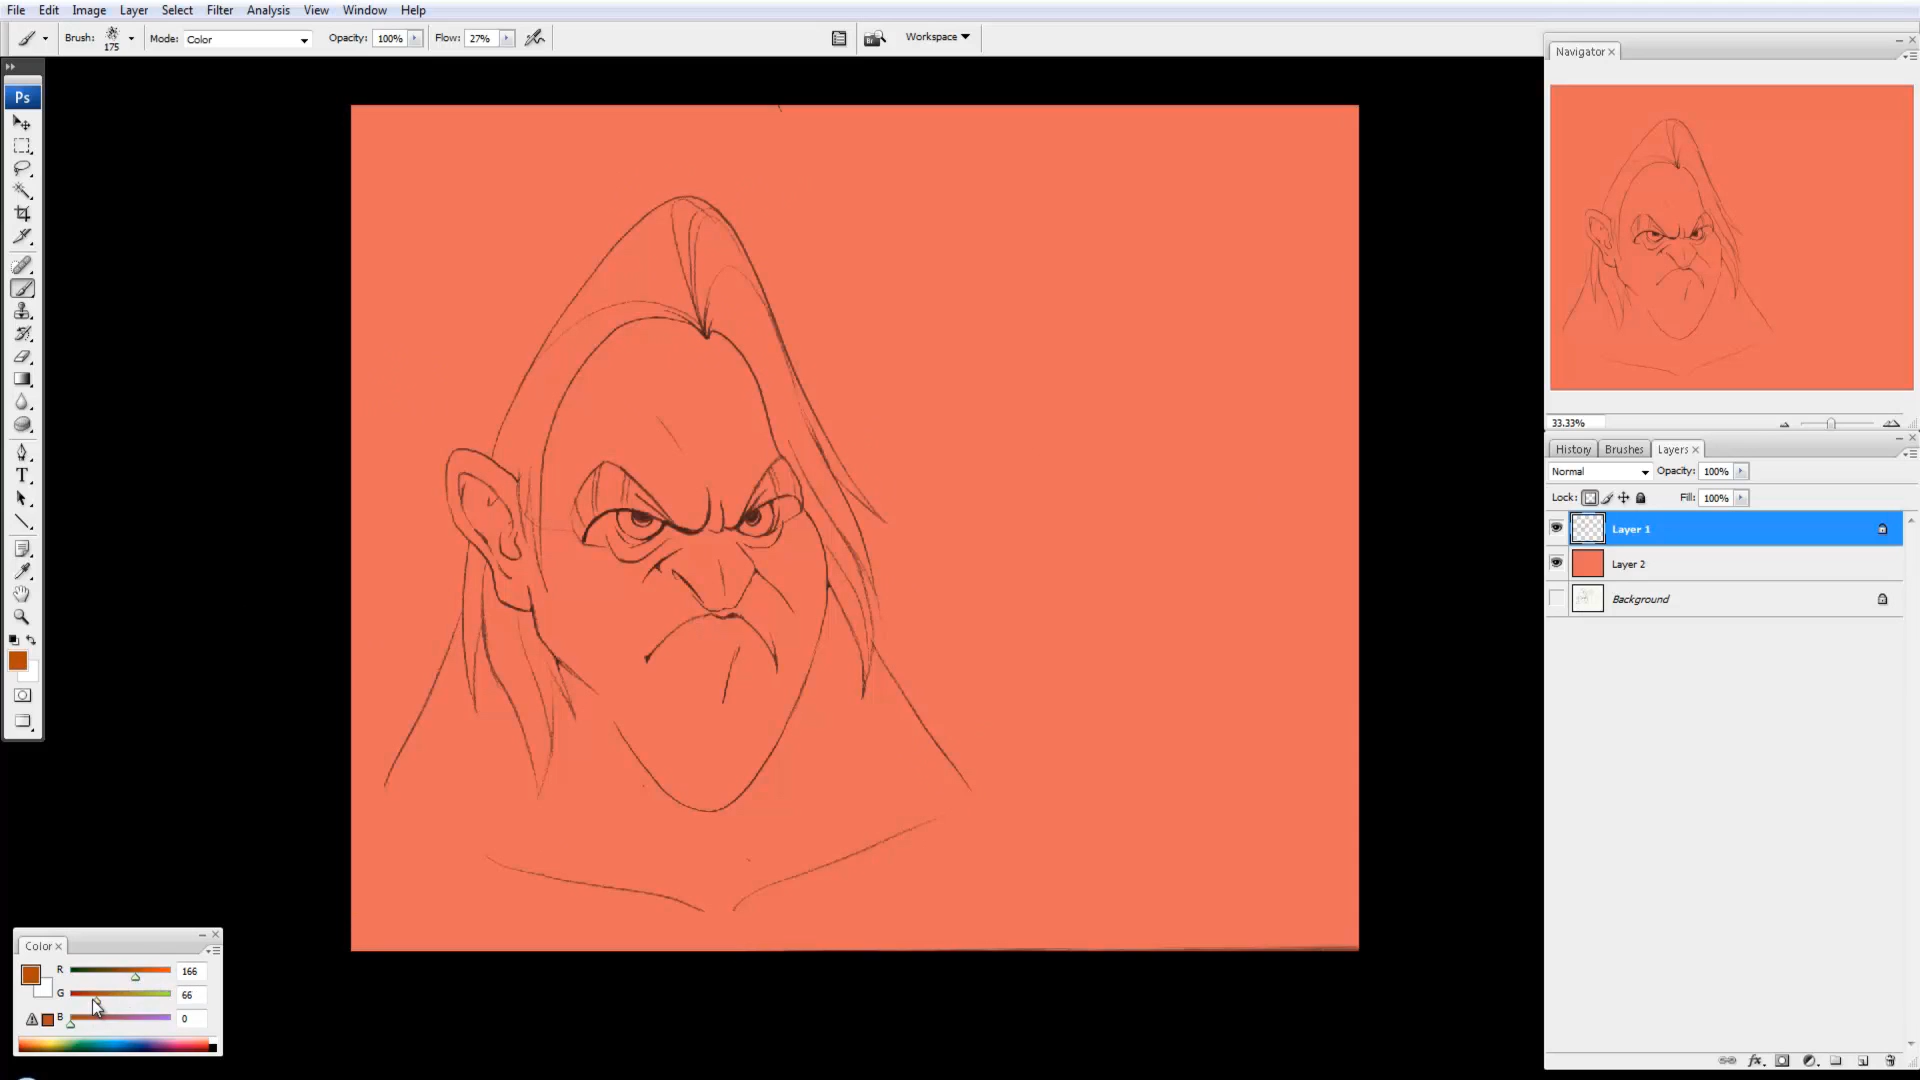 File Edit Image Layer Select Filter Analysis View Window Help
Brush: 175 Mode: Color Opacity: 100% Flow: 27% Workspace
Ps
Navigator
33.33%
History Brushes Layers
Normal Opacity: 100%
Lock: Fill: 100%
Layer 1
Layer 2
Background
Color
R 166
G 66
B 0